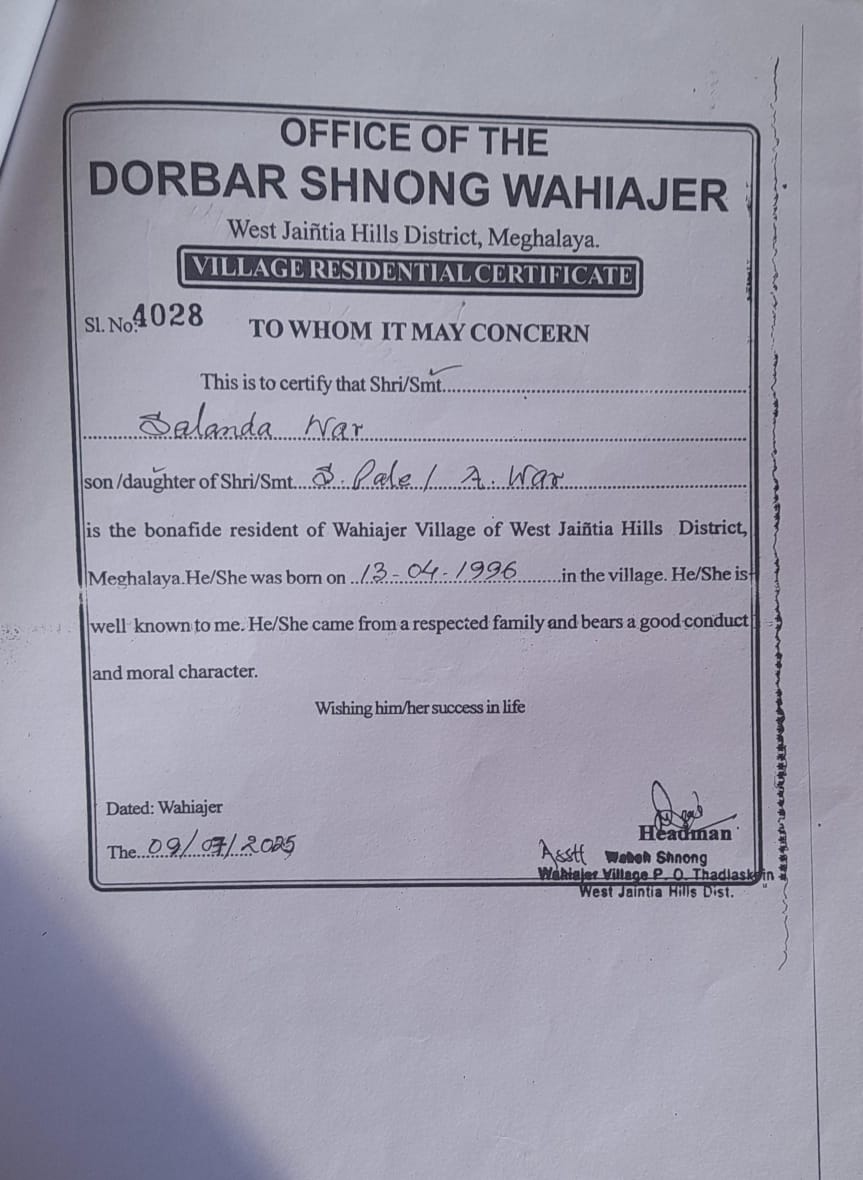 OFFICE OF THE
DORBAR SHNONG WAHIAJER
West Jaiñtia Hills District, Meghalaya.
VILLAGE RESIDENTIAL CERTIFICATE
Sl. No: 4028 TO WHOM IT MAY CONCERN
This is to certify that Shri/Smt....................
Salanda War
son /daughter of Shri/Smt....S. Pale / A. War....................
is the bonafide resident of Wahiajer Village of West Jaiñtia Hills District,
Meghalaya.He/She was born on ..13-04-1996..........in the village. He/She is
well known to me. He/She came from a respected family and bears a good conduct
and moral character.
Wishing him/her success in life
Dated: Wahiajer
The....09/07/2025
Headman
Asstt Waheh Shnong
Wahiajer Village P. O. Thadlaskein
West Jaintia Hills Dist.